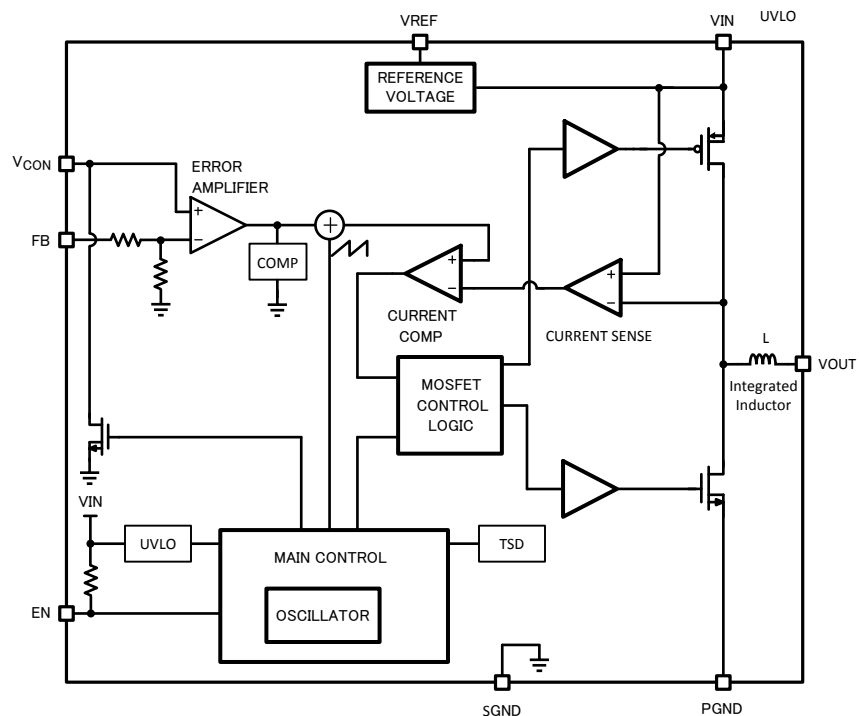 VREF
VIN
UVLO
REFERENCE
VOLTAGE
VCON
ERROR
AMPLIFIER
+
-
FB
COMP
+
+
-
CURRENT
COMP
+
-
CURRENT SENSE
L
VOUT
Integrated
Inductor
MOSFET
CONTROL
LOGIC
VIN
UVLO
MAIN CONTROL
TSD
EN
OSCILLATOR
SGND
PGND